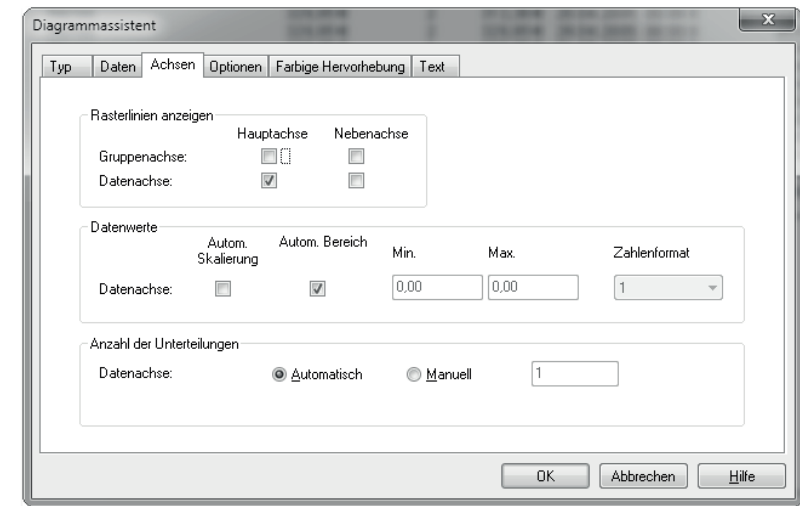 Diagrammassistent
Typ Daten Achsen Optionen Farbige Hervorhebung Text
Rasterlinien anzeigen
Hauptachse Nebenachse
Gruppenachse:
Datenachse:
Datenwerte
Autom. Skalierung Autom. Bereich Min. Max. Zahlenformat
Datenachse: 0,00 0,00 1
Anzahl der Unterteilungen
Datenachse: Automatisch Manuell 1
OK Abbrechen Hilfe